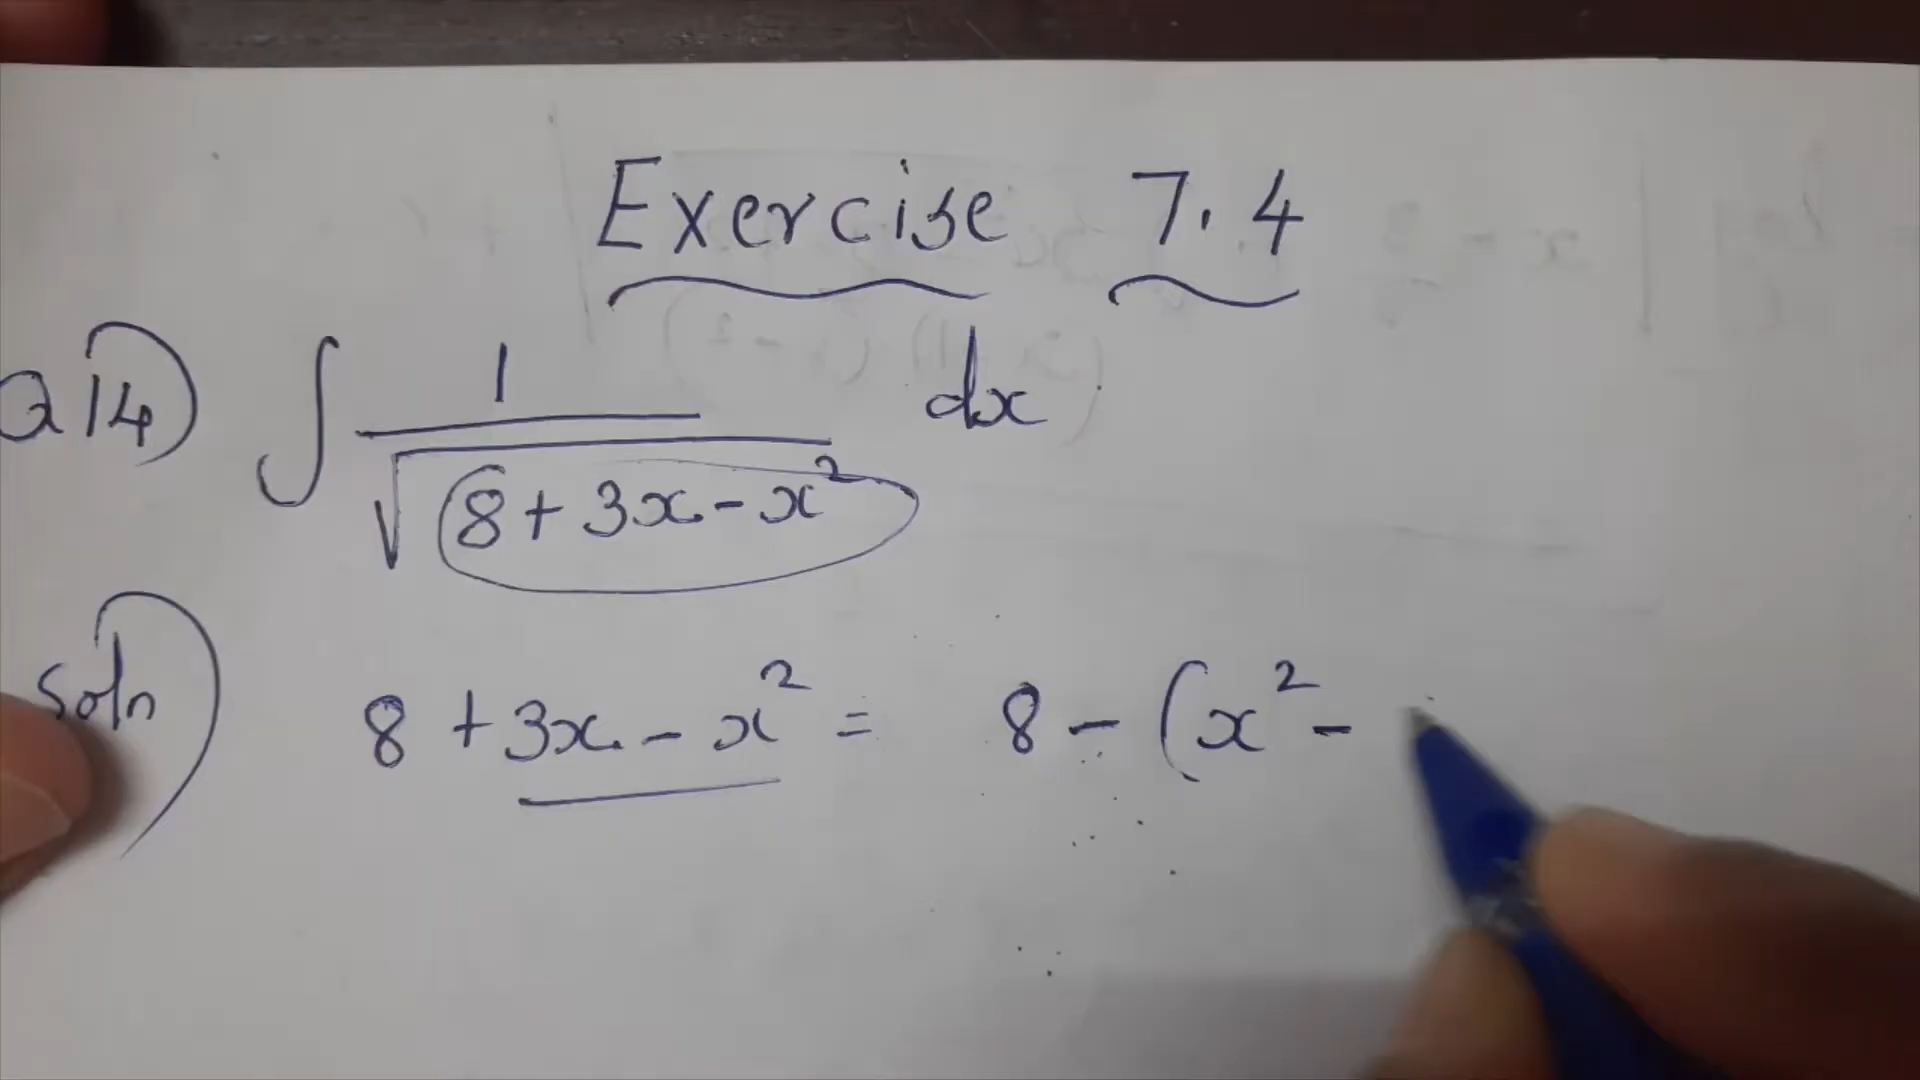 Exercise 7.4
Q14) ∫ 1/√(8 + 3x - x²) dx
Soln) 8 + 3x - x² = 8 - (x² -